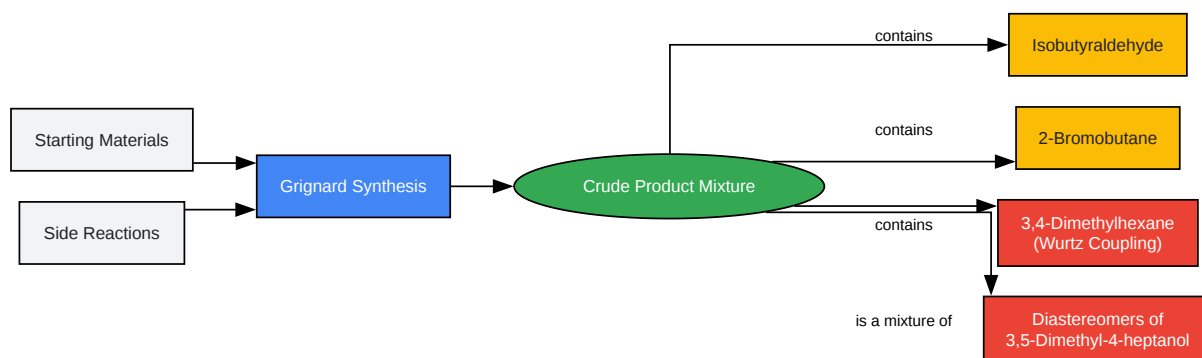 contains
Isobutyraldehyde
Starting Materials
contains
2-Bromobutane
Grignard Synthesis
Crude Product Mixture
Side Reactions
contains
3,4-Dimethylhexane
(Wurtz Coupling)
is a mixture of
Diastereomers of
3,5-Dimethyl-4-heptanol